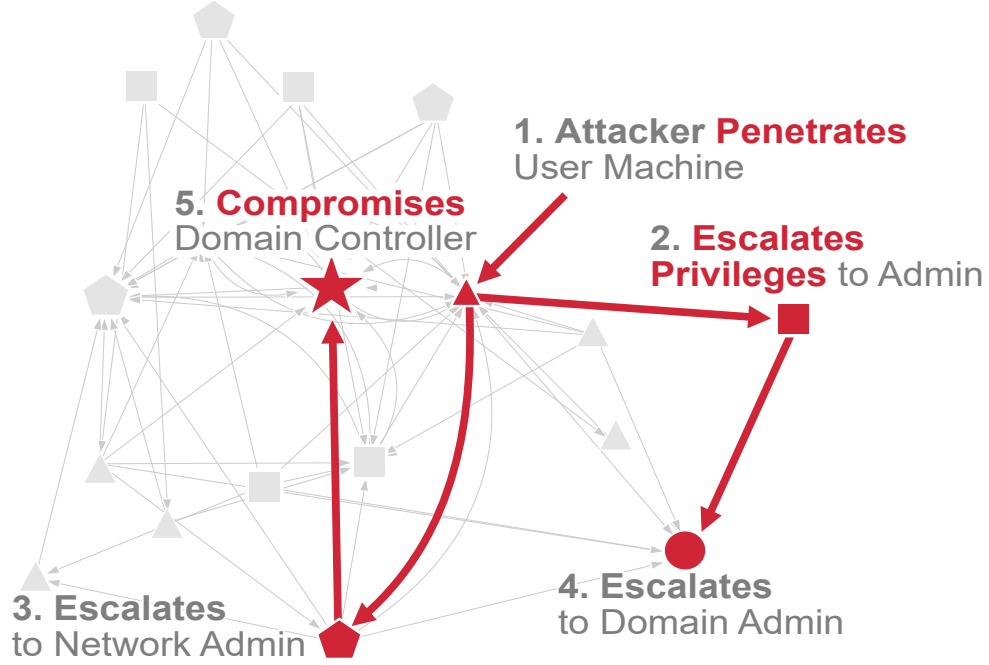 1. Attacker Penetrates
User Machine
2. Escalates
Privileges to Admin
3. Escalates
to Network Admin
4. Escalates
to Domain Admin
5. Compromises
Domain Controller